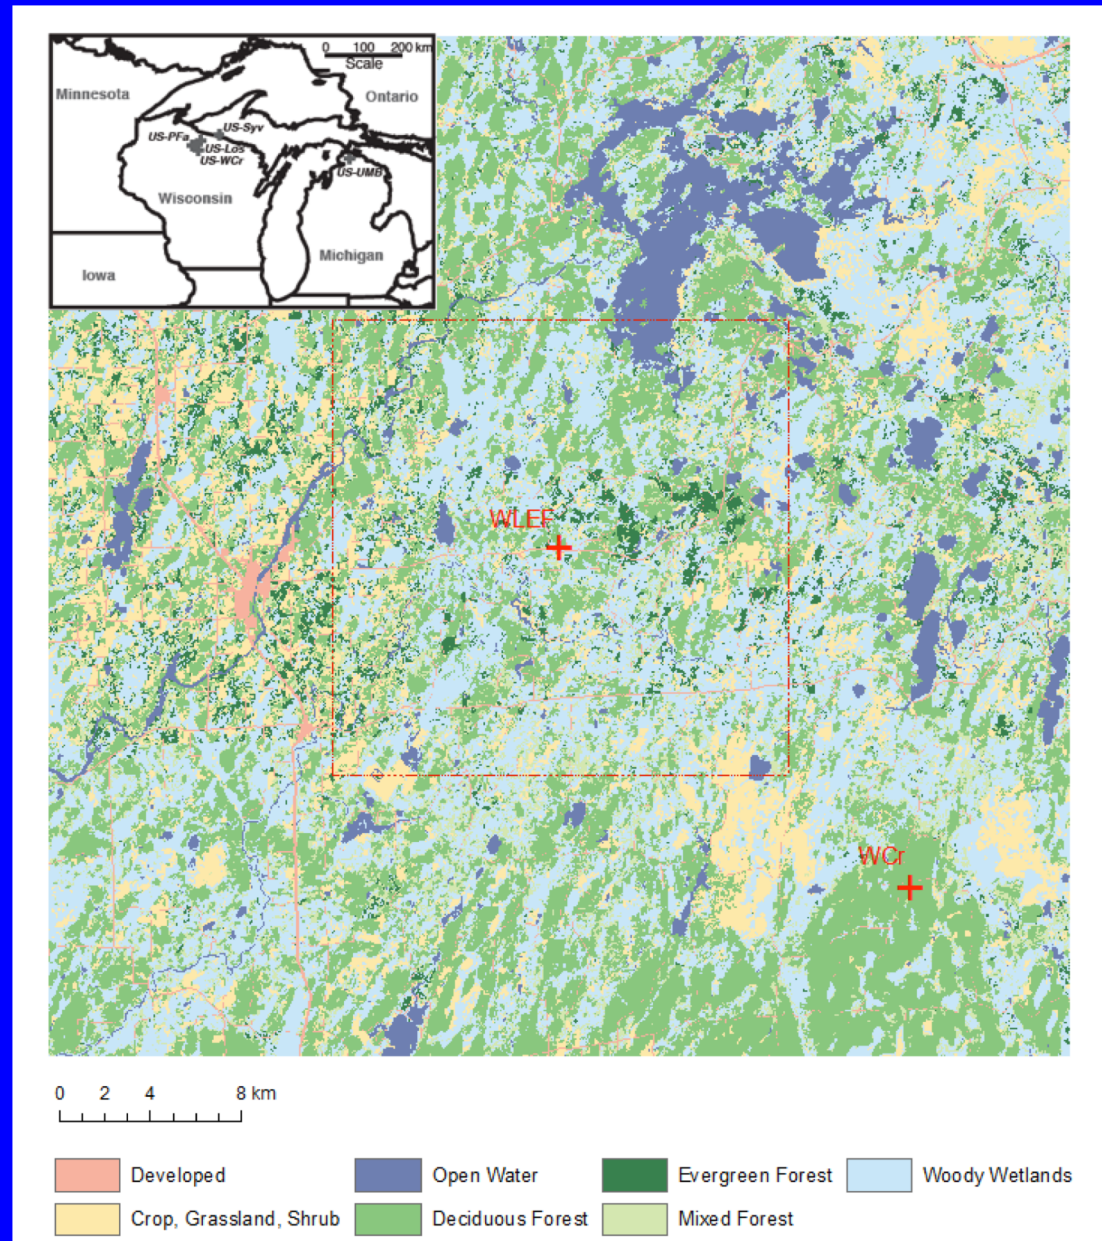 0 100 200 km
Scale
Minnesota
Ontario
US-Syv
US-PFa
US-Los
US-WCr
US-UMB
Wisconsin
Michigan
Iowa
WLEF
WCr
0 2 4 8 km
Developed
Open Water
Evergreen Forest
Woody Wetlands
Crop, Grassland, Shrub
Deciduous Forest
Mixed Forest